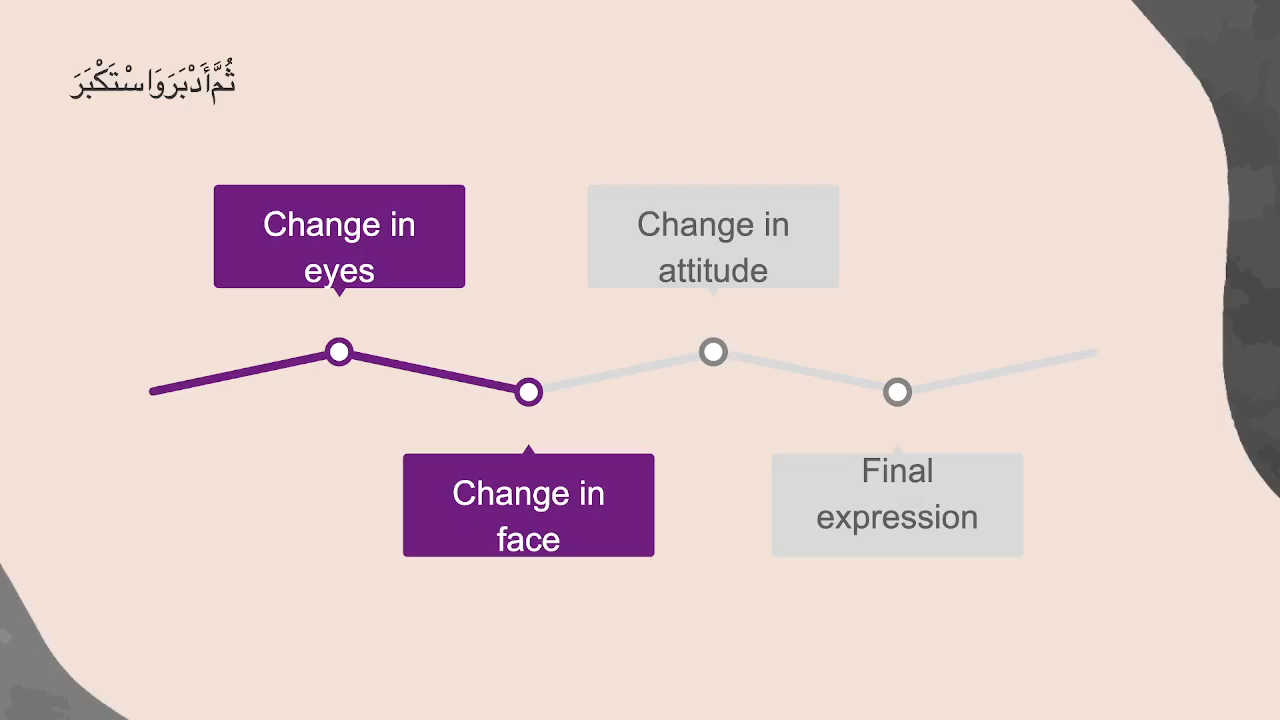 ثُمَّ أَدْبَرَ وَاسْتَكْبَرَ
Change in
eyes
Change in
attitude
Change in
face
Final
expression